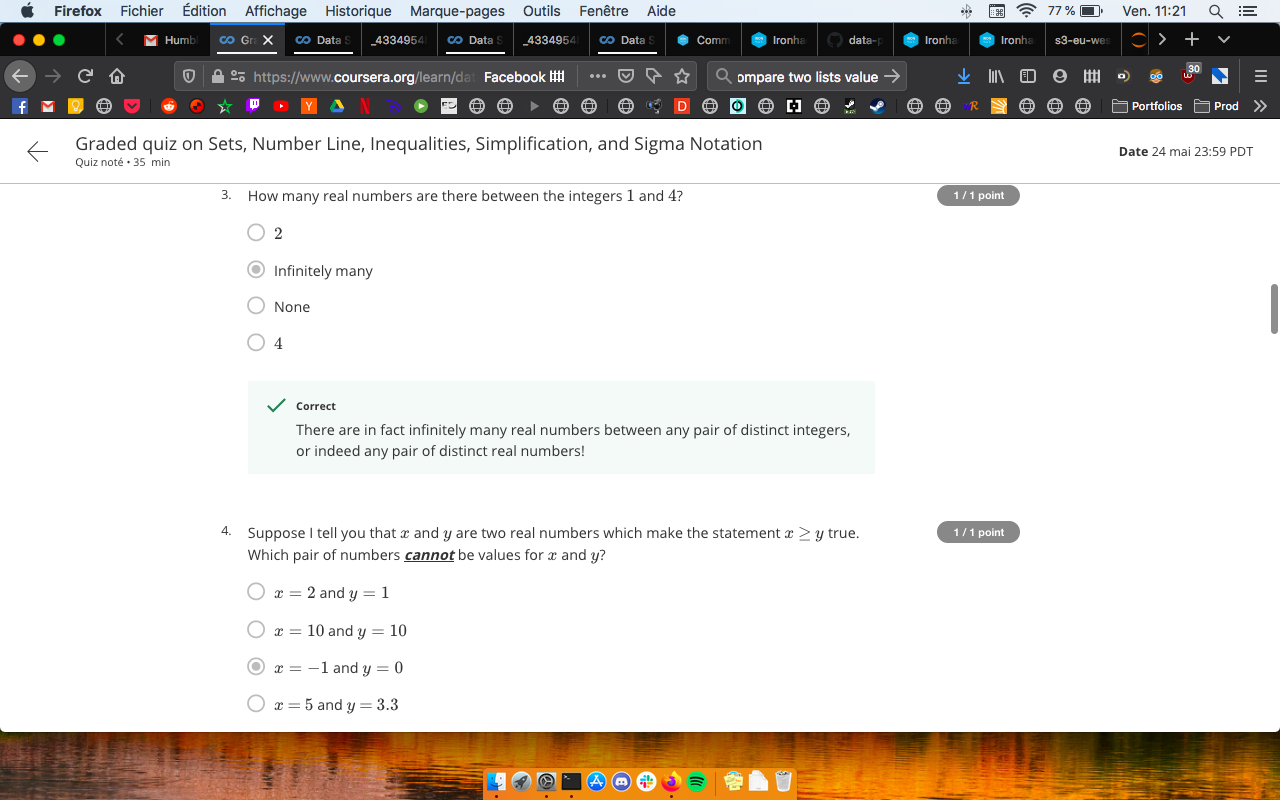 Firefox Fichier Édition Affichage Historique Marque-pages Outils Fenêtre Aide 77 % Ven. 11:21
Humbl Gra Data S _4334954 Data S _4334954 Data S Comm Ironha data-p Ironha Ironha s3-eu-wes
https://www.coursera.org/learn/dat Facebook ompare two lists value 30
Portfolios Prod
Graded quiz on Sets, Number Line, Inequalities, Simplification, and Sigma Notation
Quiz noté • 35 min
Date 24 mai 23:59 PDT
3. How many real numbers are there between the integers 1 and 4?
1 / 1 point
2
Infinitely many
None
4
Correct
There are in fact infinitely many real numbers between any pair of distinct integers,
or indeed any pair of distinct real numbers!
4. Suppose I tell you that x and y are two real numbers which make the statement x ≥ y true.
1 / 1 point
Which pair of numbers cannot be values for x and y?
x = 2 and y = 1
x = 10 and y = 10
x = −1 and y = 0
x = 5 and y = 3.3